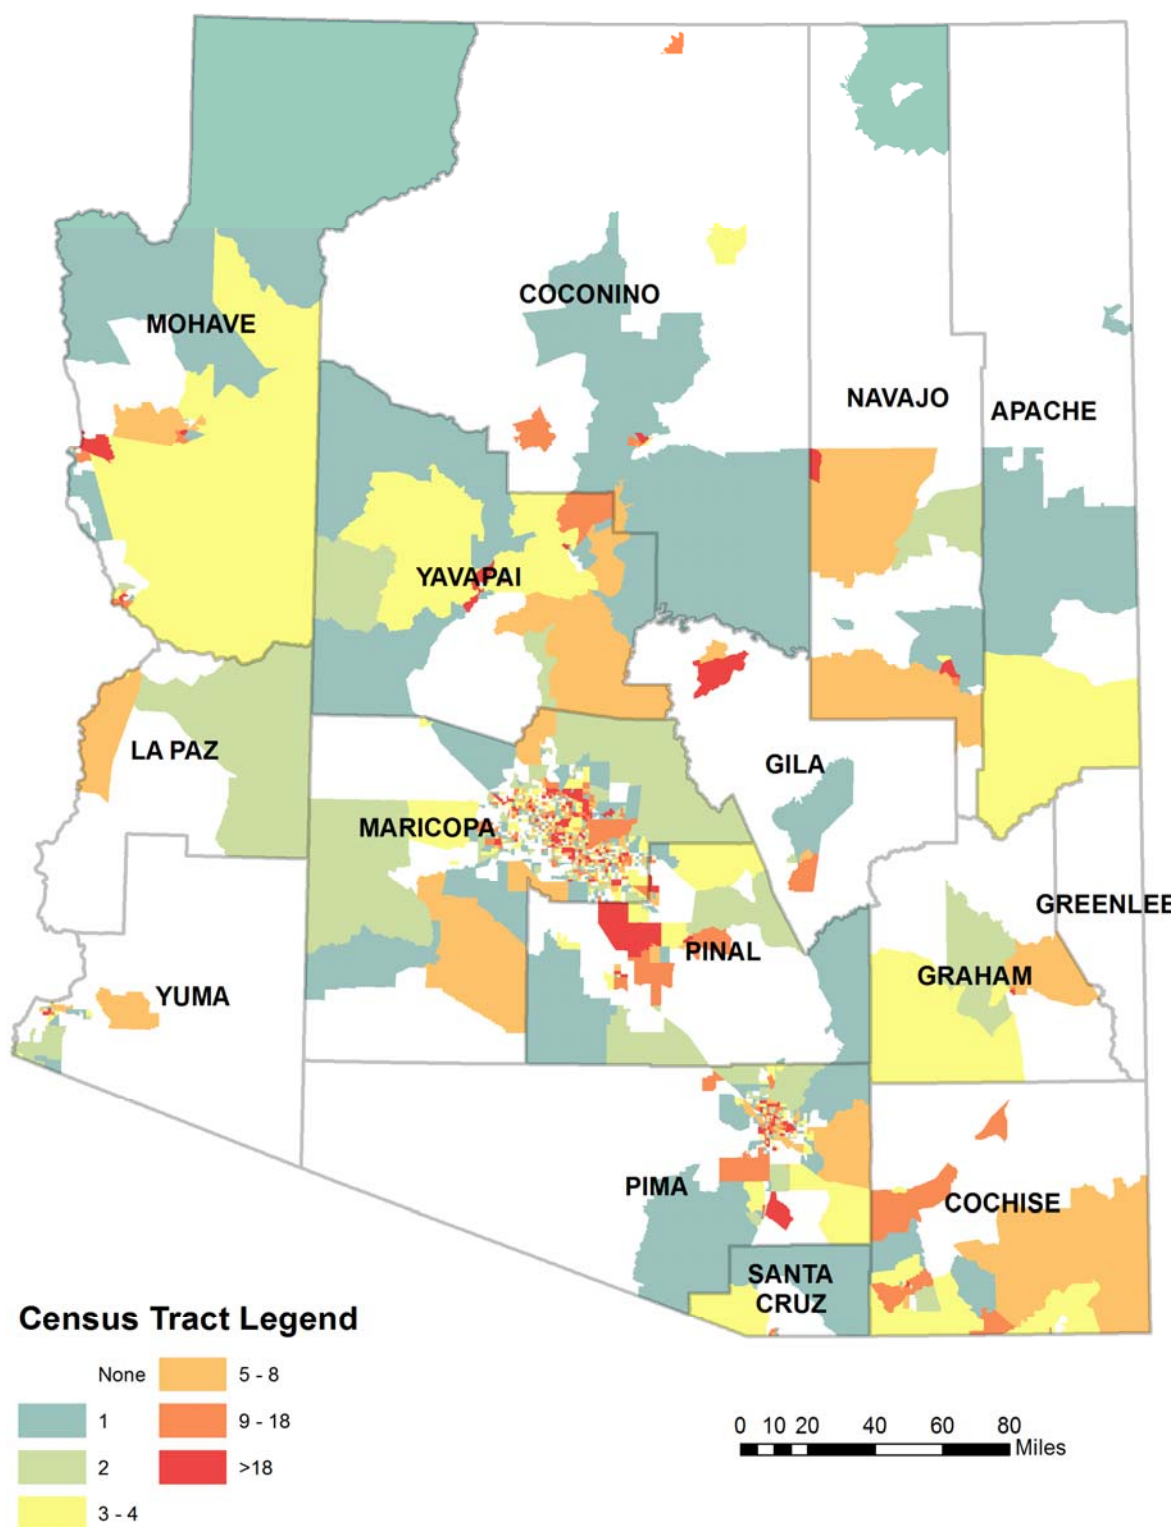 COCONINO
MOHAVE
NAVAJO
APACHE
YAVAPAI
LA PAZ
GILA
MARICOPA
GREENLEE
PINAL
GRAHAM
YUMA
PIMA
COCHISE
SANTA
CRUZ
Census Tract Legend
None
5 - 8
1
9 - 18
2
>18
3 - 4
0 10 20 40 60 80
Miles